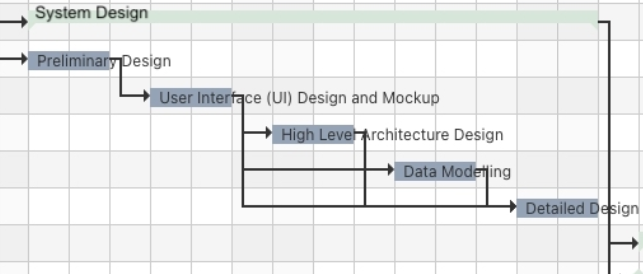 System Design
Preliminary Design
User Interface (UI) Design and Mockup
High Level Architecture Design
Data Modelling
Detailed Design